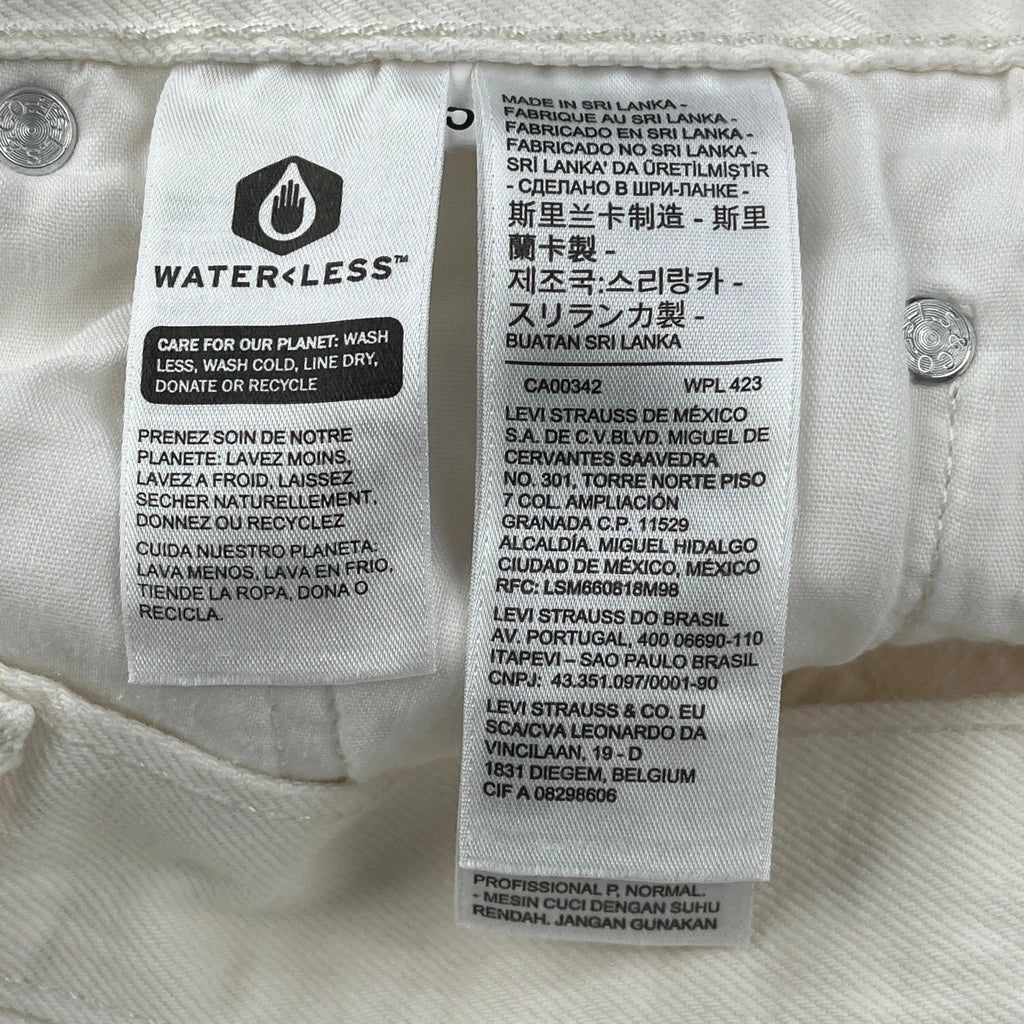 WATER<LESS™
CARE FOR OUR PLANET: WASH
LESS, WASH COLD, LINE DRY,
DONATE OR RECYCLE
PRENEZ SOIN DE NOTRE
PLANETE: LAVEZ MOINS,
LAVEZ A FROID, LAISSEZ
SECHER NATURELLEMENT,
DONNEZ OU RECYCLEZ
CUIDA NUESTRO PLANETA:
LAVA MENOS, LAVA EN FRIO,
TIENDE LA ROPA, DONA O
RECICLA.
MADE IN SRI LANKA -
FABRIQUE AU SRI LANKA -
FABRICADO EN SRI LANKA -
FABRICADO NO SRI LANKA -
SRİ LANKA' DA ÜRETİLMİŞTİR
- СДЕЛАНО В ШРИ-ЛАНКЕ -
斯里兰卡制造 - 斯里
蘭卡製 -
제조국:스리랑카 -
スリランカ製 -
BUATAN SRI LANKA
CA00342 WPL 423
LEVI STRAUSS DE MÉXICO
S.A. DE C.V.BLVD. MIGUEL DE
CERVANTES SAAVEDRA
NO. 301, TORRE NORTE PISO
7 COL. AMPLIACIÓN
GRANADA C.P. 11529
ALCALDÍA. MIGUEL HIDALGO
CIUDAD DE MÉXICO, MÉXICO
RFC: LSM660818M98
LEVI STRAUSS DO BRASIL
AV. PORTUGAL, 400 06690-110
ITAPEVI – SAO PAULO BRASIL
CNPJ: 43.351.097/0001-90
LEVI STRAUSS & CO. EU
SCA/CVA LEONARDO DA
VINCILAAN, 19 - D
1831 DIEGEM, BELGIUM
CIF A 08298606
PROFISSIONAL P, NORMAL.
- MESIN CUCI DENGAN SUHU
RENDAH. JANGAN GUNAKAN